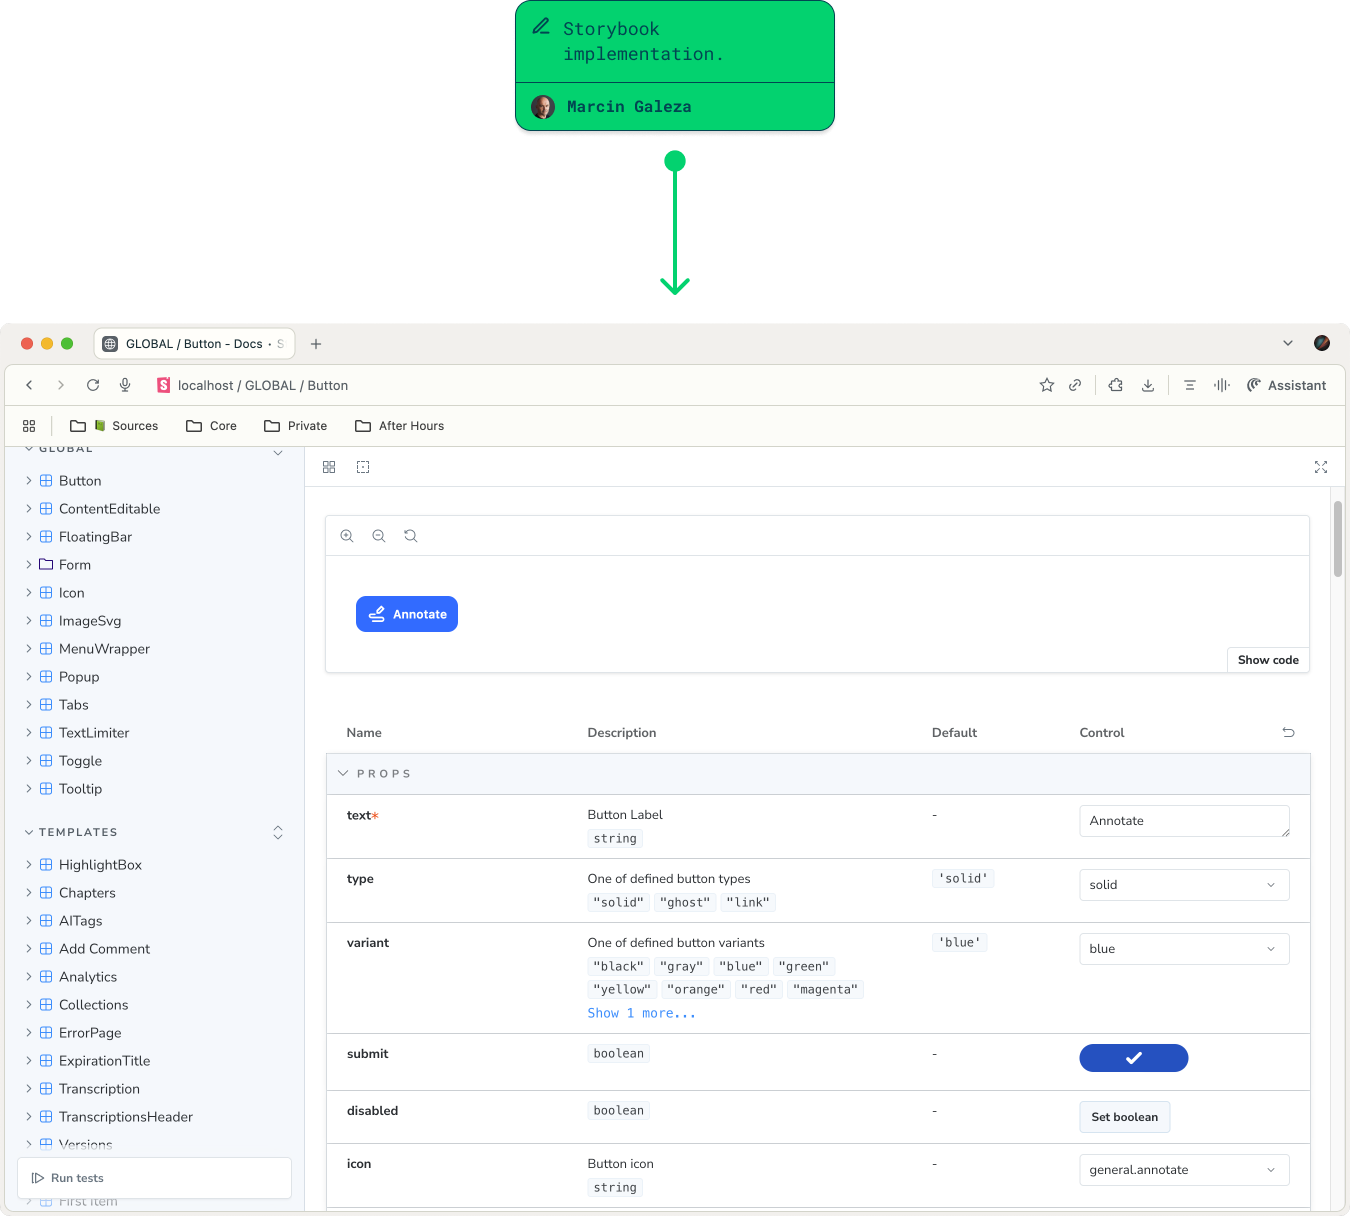 Storybook
implementation.
Marcin Galeza
GLOBAL / Button - Docs · S
localhost / GLOBAL / Button
Assistant
Sources
Core
Private
After Hours
GLOBAL
Button
ContentEditable
FloatingBar
Form
Icon
ImageSvg
MenuWrapper
Popup
Tabs
TextLimiter
Toggle
Tooltip
TEMPLATES
HighlightBox
Chapters
AITags
Add Comment
Analytics
Collections
ErrorPage
ExpirationTitle
Transcription
TranscriptionsHeader
Versions
Run tests
First Item
Annotate
Show code
Name Description Default Control
PROPS
text* Button Label - Annotate
string
type One of defined button types 'solid' solid
"solid" "ghost" "link"
variant One of defined button variants 'blue' blue
"black" "gray" "blue" "green"
"yellow" "orange" "red" "magenta"
Show 1 more...
submit boolean -
disabled boolean - Set boolean
icon Button icon - general.annotate
string